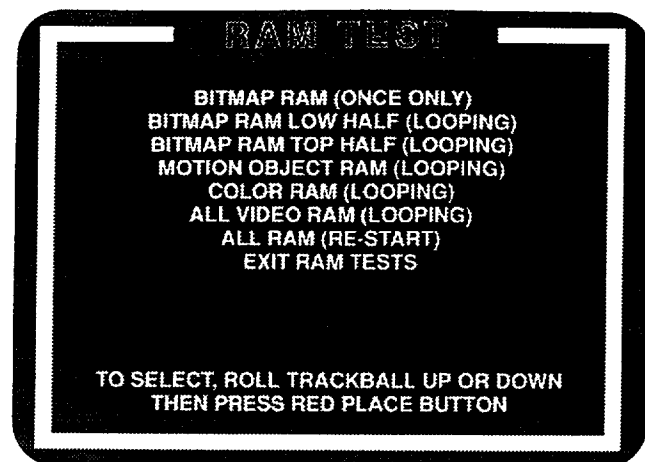 RAM TEST
BITMAP RAM (ONCE ONLY)
BITMAP RAM LOW HALF (LOOPING)
BITMAP RAM TOP HALF (LOOPING)
MOTION OBJECT RAM (LOOPING)
COLOR RAM (LOOPING)
ALL VIDEO RAM (LOOPING)
ALL RAM (RE-START)
EXIT RAM TESTS
TO SELECT, ROLL TRACKBALL UP OR DOWN
THEN PRESS RED PLACE BUTTON